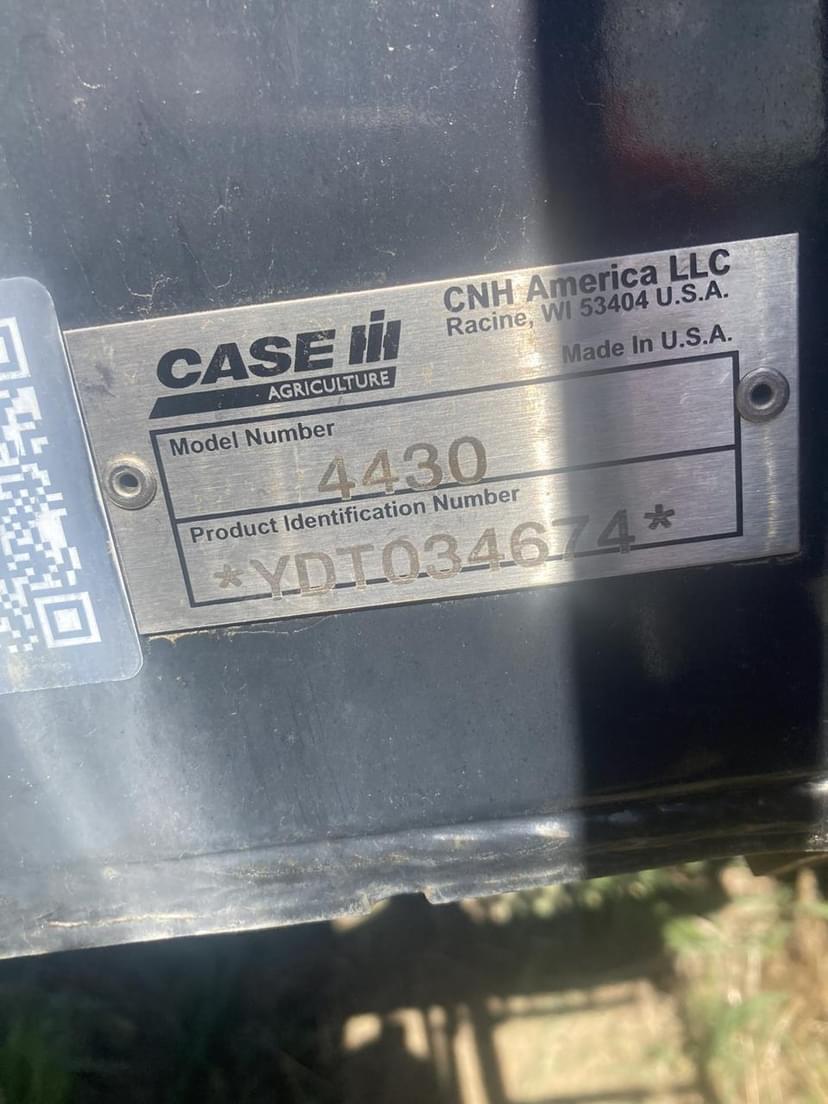 CNH America LLC
Racine, WI 53404 U.S.A.
Made In U.S.A.
CASE IH
AGRICULTURE
Model Number
4430
Product Identification Number
*YDT034674*